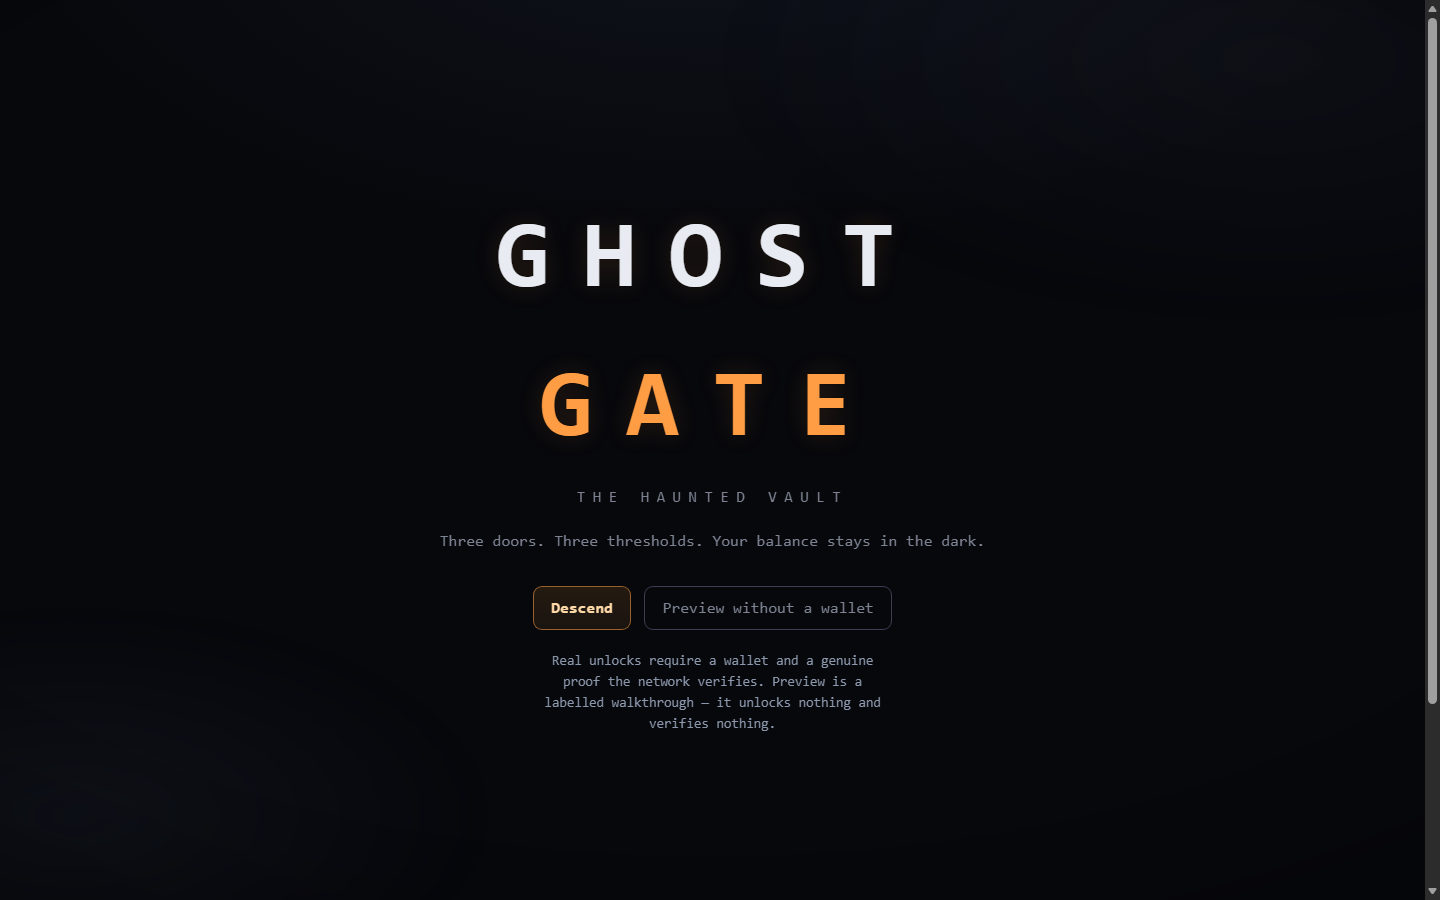 GHOST
GATE
THE HAUNTED VAULT
Three doors. Three thresholds. Your balance stays in the dark.
Descend
Preview without a wallet
Real unlocks require a wallet and a genuine
proof the network verifies. Preview is a
labelled walkthrough — it unlocks nothing and
verifies nothing.